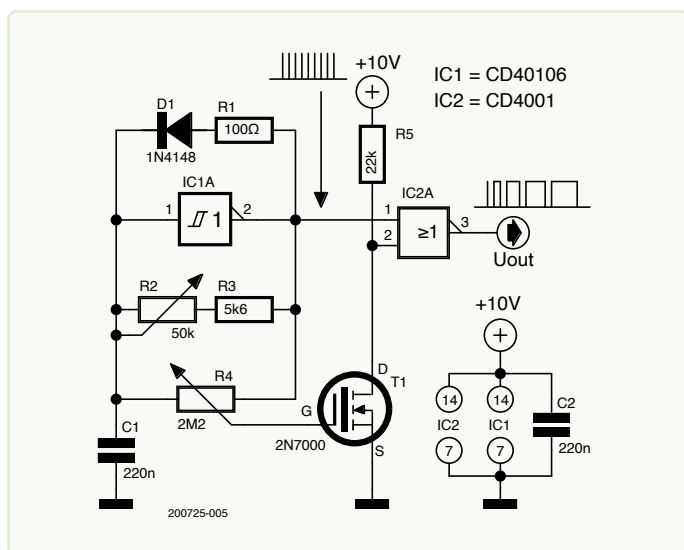 +10V
IC1 = CD40106
IC2 = CD4001
D1
R1
100Ω
1N4148
R5
22k
IC1A
1
1
2
IC2A
1
2
≥1
3
Uout
R2
R3
5k6
50k
+10V
R4
2M2
D
T1
G
2N7000
S
C1
220n
14
14
C2
IC2
IC1
7
7
220n
200725-005